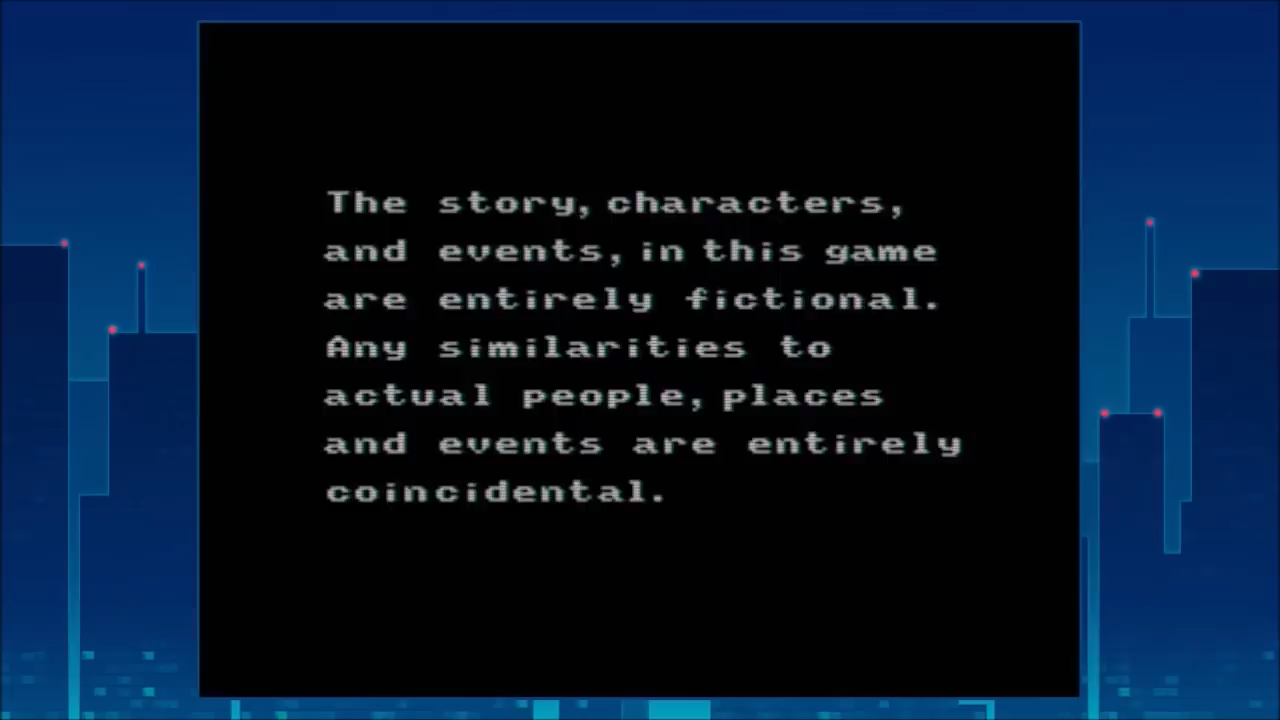 The story, characters,
and events, in this game
are entirely fictional.
Any similarities to
actual people, places
and events are entirely
coincidental.